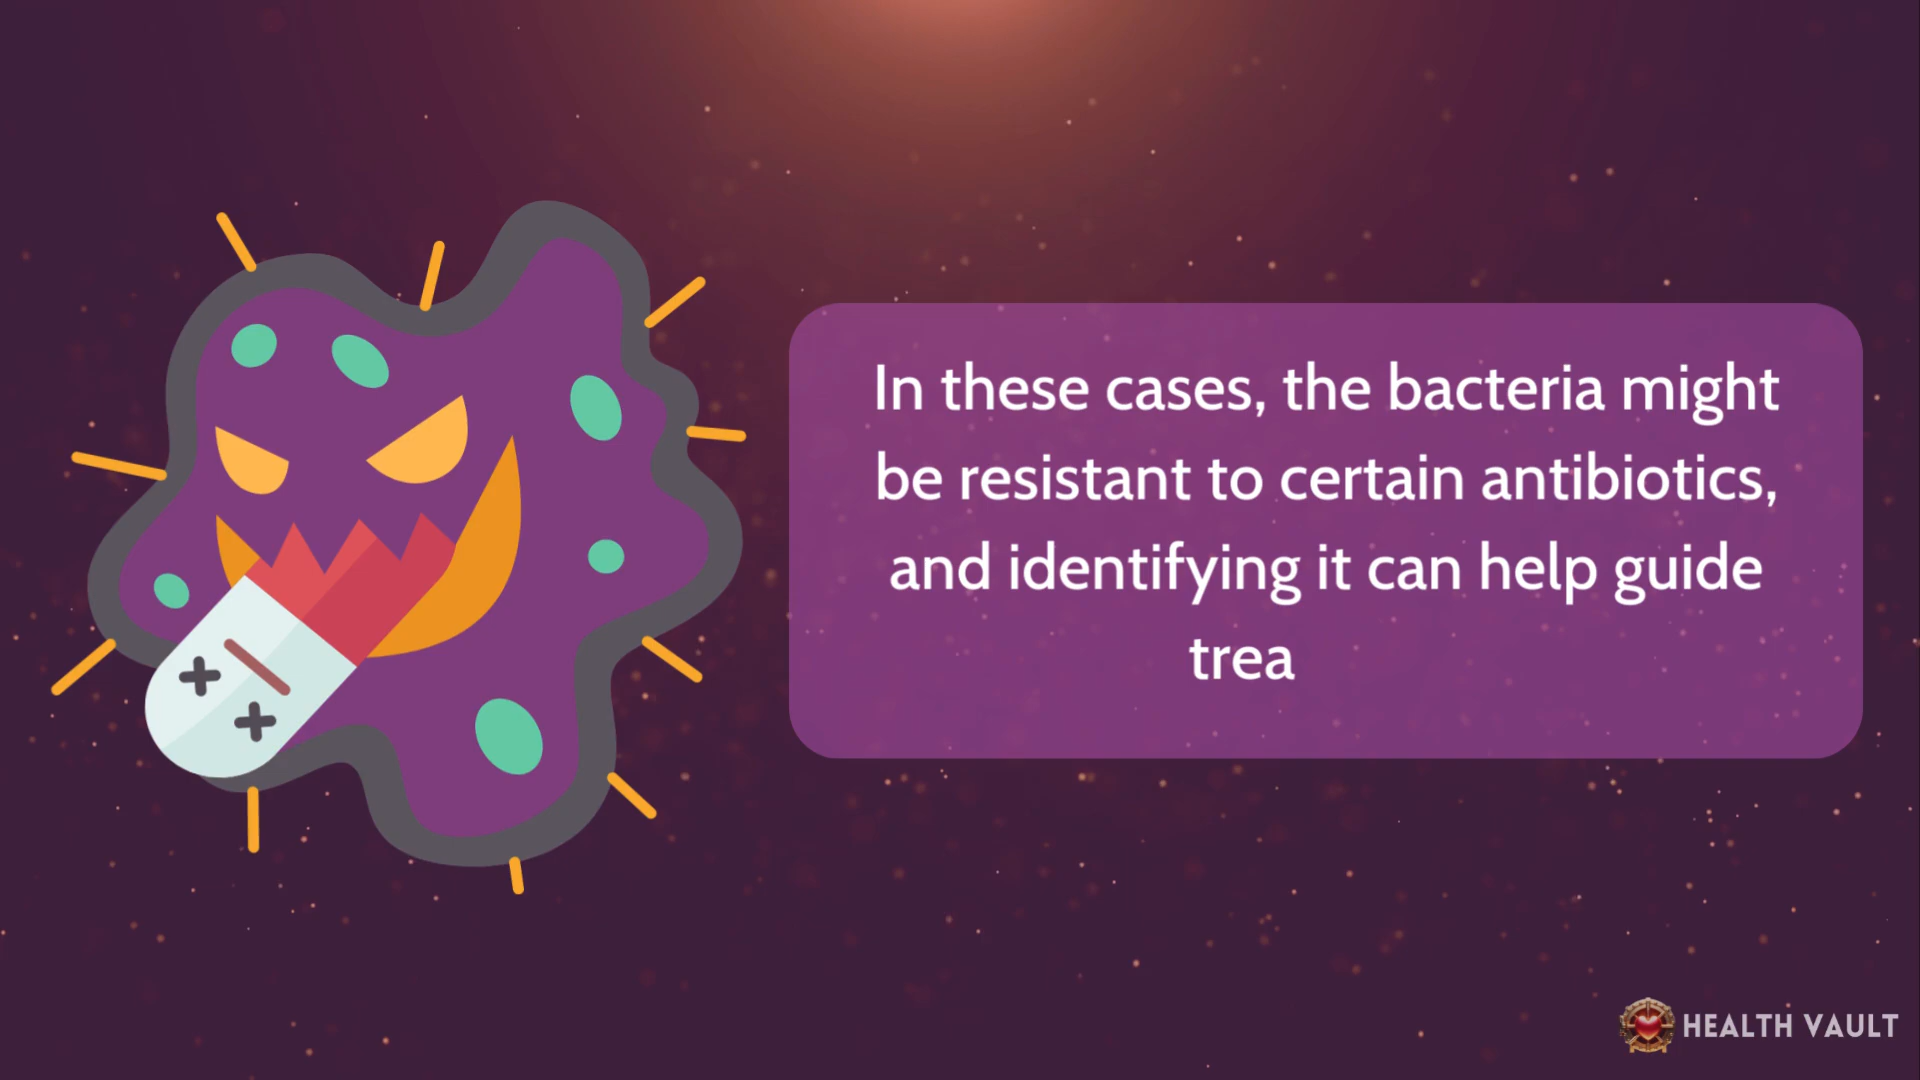 In these cases, the bacteria might
be resistant to certain antibiotics,
and identifying it can help guide
trea
HEALTH VAULT